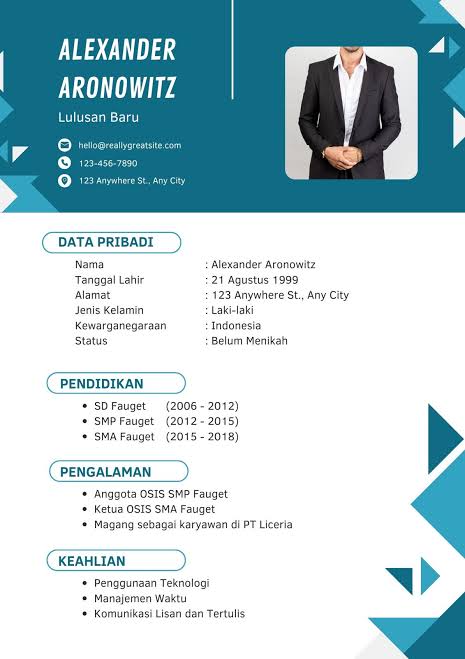 ALEXANDER
ARONOWITZ
Lulusan Baru
hello@reallygreatsite.com
123-456-7890
123 Anywhere St., Any City
DATA PRIBADI
Nama : Alexander Aronowitz
Tanggal Lahir : 21 Agustus 1999
Alamat : 123 Anywhere St., Any City
Jenis Kelamin : Laki-laki
Kewarganegaraan : Indonesia
Status : Belum Menikah
PENDIDIKAN
• SD Fauget (2006 - 2012)
• SMP Fauget (2012 - 2015)
• SMA Fauget (2015 - 2018)
PENGALAMAN
• Anggota OSIS SMP Fauget
• Ketua OSIS SMA Fauget
• Magang sebagai karyawan di PT Liceria
KEAHLIAN
• Penggunaan Teknologi
• Manajemen Waktu
• Komunikasi Lisan dan Tertulis